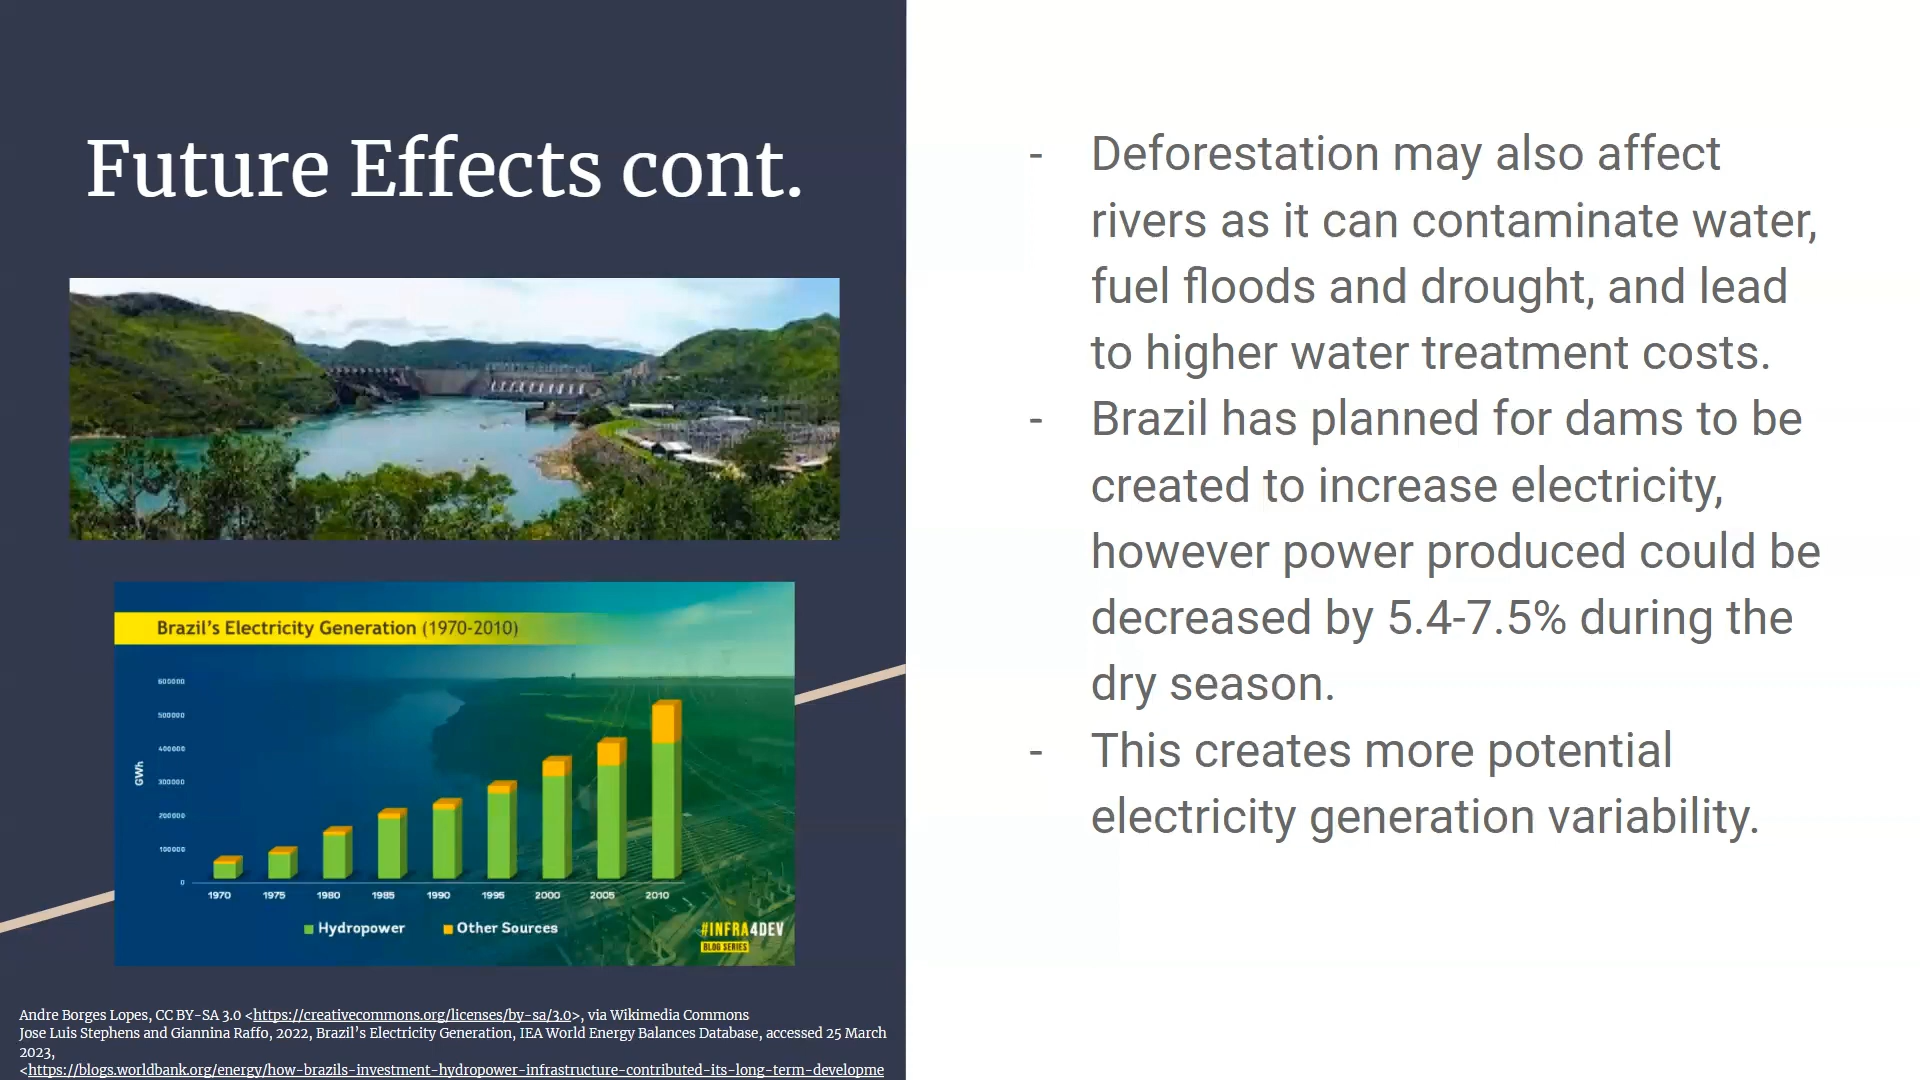 Future Effects cont.
Brazil's Electricity Generation (1970-2010)
600000
500000
400000
300000
200000
100000
0
GWh
1970 1975 1980 1985 1990 1995 2000 2005 2010
Hydropower Other Sources
#INFRA4DEV
BLOG SERIES
Andre Borges Lopes, CC BY-SA 3.0 <https://creativecommons.org/licenses/by-sa/3.0>, via Wikimedia Commons
Jose Luis Stephens and Giannina Raffo, 2022, Brazil's Electricity Generation, IEA World Energy Balances Database, accessed 25 March
2023,
<https://blogs.worldbank.org/energy/how-brazils-investment-hydropower-infrastructure-contributed-its-long-term-developme
- Deforestation may also affect
rivers as it can contaminate water,
fuel floods and drought, and lead
to higher water treatment costs.
- Brazil has planned for dams to be
created to increase electricity,
however power produced could be
decreased by 5.4-7.5% during the
dry season.
- This creates more potential
electricity generation variability.